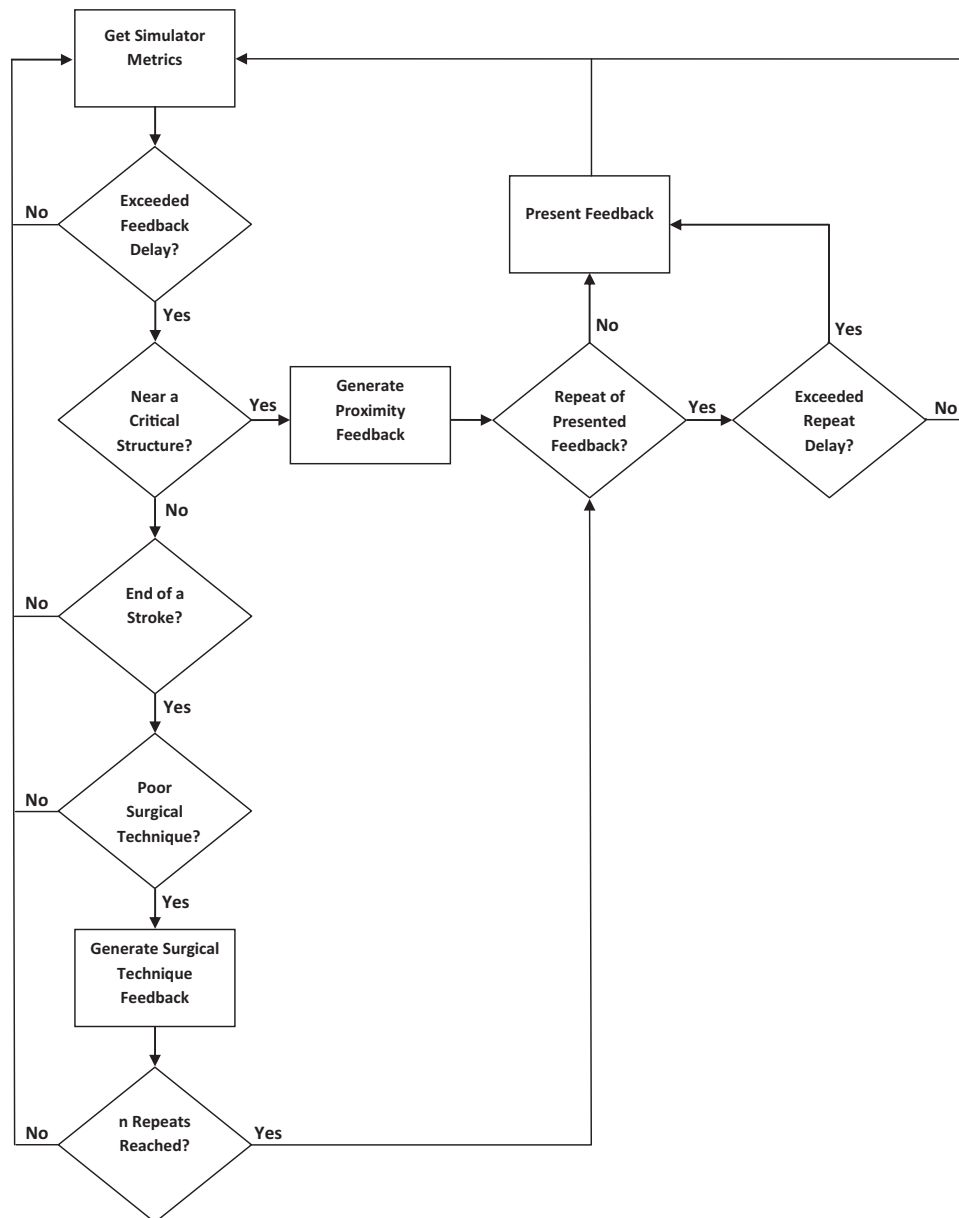 Get Simulator
Metrics
Exceeded
Feedback
Delay?
No
Yes
Near a
Critical
Structure?
Yes
Generate
Proximity
Feedback
Repeat of
Presented
Feedback?
No
Present Feedback
Yes
Exceeded
Repeat
Delay?
Yes
No
No
End of a
Stroke?
No
Yes
Poor
Surgical
Technique?
No
Yes
Generate Surgical
Technique
Feedback
n Repeats
Reached?
No
Yes